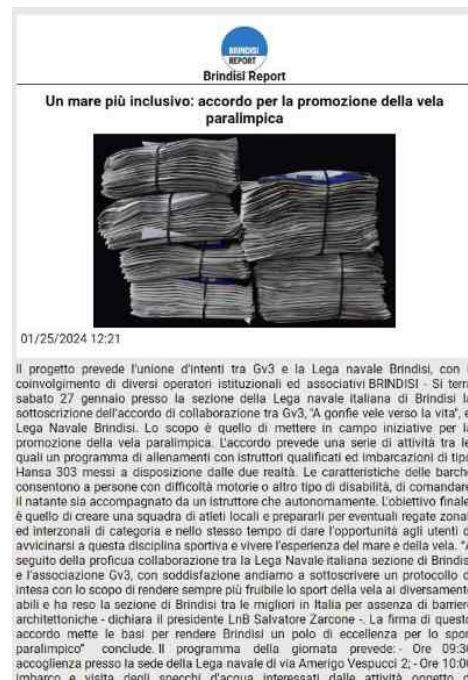 BRINDISI
REPORT
Brindisi Report
Un mare più inclusivo: accordo per la promozione della vela
paralimpica
01/25/2024 12:21
Il progetto prevede l'unione d'intenti tra Gv3 e la Lega navale Brindisi, con
coinvolgimento di diversi operatori istituzionali ed associativi BRINDISI - Si terr
sabato 27 gennaio presso la sezione della Lega navale italiana di Brindisi l
sottoscrizione dell'accordo di collaborazione tra Gv3, "A gonfie vele verso la vita", e
Lega Navale Brindisi. Lo scopo è quello di mettere in campo iniziative per l
promozione della vela paralimpica. L'accordo prevede una serie di attività tra le
quali un programma di allenamenti con istruttori qualificati ed imbarcazioni di tipo
Hansa 303 messi a disposizione dalle due realtà. Le caratteristiche delle barche
consentono a persone con difficoltà motorie o altro tipo di disabilità, di comandare
il natante sia accompagnato da un istruttore che autonomamente. L'obiettivo finale
è quello di creare una squadra di atleti locali e prepararli per eventuali regate zonal
ed interzonali di categoria e nello stesso tempo di dare l'opportunità agli utenti d
avvicinarsi a questa disciplina sportiva e vivere l'esperienza del mare e della vela. "A
seguito della proficua collaborazione tra la Lega Navale italiana sezione di Brindis
e l'associazione Gv3, con soddisfazione andiamo a sottoscrivere un protocollo d
intesa con lo scopo di rendere sempre più fruibile lo sport della vela ai diversamente
abili e ha reso la sezione di Brindisi tra le migliori in Italia per assenza di barrier
architettoniche - dichiara il presidente LnB Salvatore Zarcone -. La firma di questo
accordo mette le basi per rendere Brindisi un polo di eccellenza per lo sport
paralimpico" conclude. Il programma della giornata prevede: - Ore 09:30
accoglienza presso la sede della Lega navale di via Amerigo Vespucci 2; - Ore 10:00
imbarco e visita degli specchi d'acqua interessati dalle attività oggetto d